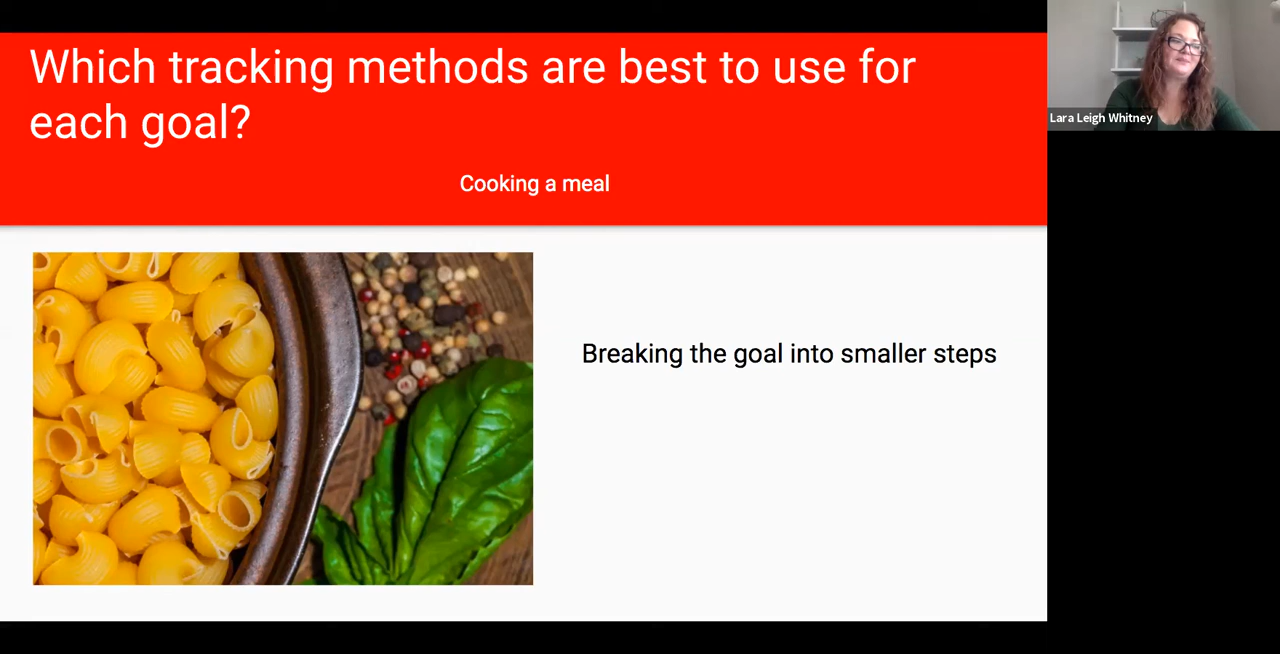 Which tracking methods are best to use for
each goal?
Cooking a meal
Breaking the goal into smaller steps
Lara Leigh Whitney